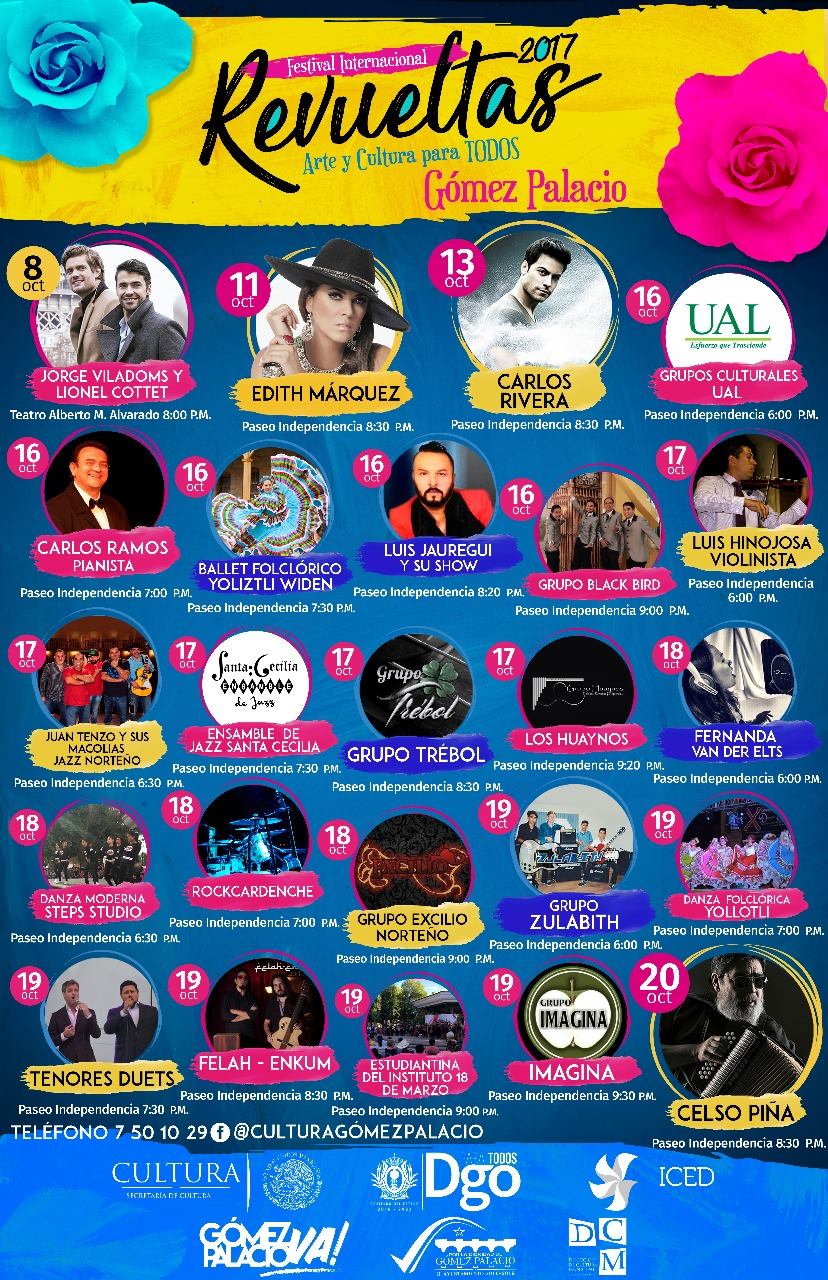 Festival Internacional
2017
Revueltas
Arte y Cultura para TODOS
Gómez Palacio
8
oct
JORGE VILADOMS Y
LIONEL COTTET
Teatro Alberto M. Alvarado 8:00 P.M.
11
oct
EDITH MÁRQUEZ
Paseo Independencia 8:30 P.M.
13
oct
CARLOS
RIVERA
Paseo Independencia 8:30 P.M.
16
oct
UAL
Esfuerzo que Trasciende
GRUPOS CULTURALES
UAL
Paseo Independencia 6:00 P.M.
16
oct
CARLOS RAMOS
PIANISTA
Paseo Independencia 7:00 P.M.
16
oct
BALLET FOLCLÓRICO
YOLIZTLI WIDEN
Paseo Independencia 7:30 P.M.
16
oct
LUIS JAUREGUI
Y SU SHOW
Paseo Independencia 8:20 P.M.
16
oct
GRUPO BLACK BIRD
Paseo Independencia 9:00 P.M.
17
oct
LUIS HINOJOSA
VIOLINISTA
Paseo Independencia
6:00 P.M.
17
oct
JUAN TENZO Y SUS
MACOLIAS
JAZZ NORTEÑO
Paseo Independencia 6:30 P.M.
17
oct
Santa Cecilia
ENSAMBLE
de Jazz
ENSAMBLE DE
JAZZ SANTA CECILIA
Paseo Independencia 7:30 P.M.
17
oct
Grupo
Trébol
GRUPO TRÉBOL
Paseo Independencia 8:30 P.M.
17
oct
LOS HUAYNOS
Paseo Independencia 9:20 P.M.
18
oct
FERNANDA
VAN DER ELTS
Paseo Independencia 6:00 P.M.
18
oct
DANZA MODERNA
STEPS STUDIO
Paseo Independencia 6:30 P.M.
18
oct
ROCKCARDENCHE
Paseo Independencia 7:00 P.M.
18
oct
EXCILIO
GRUPO EXCILIO
NORTEÑO
Paseo Independencia 9:00 P.M.
19
oct
ZULABITH
GRUPO
ZULABITH
Paseo Independencia 6:00 P.M.
19
oct
DANZA FOLCLÓRICA
YOLLOTLI
Paseo Independencia 7:00 P.M.
19
oct
TENORES DUETS
Paseo Independencia 7:30 P.M.
19
oct
FELAH - ENKUM
Paseo Independencia 8:30 P.M.
19
oct
ESTUDIANTINA
DEL INSTITUTO 18
DE MARZO
Paseo Independencia 9:00 P.M.
19
oct
GRUPO
IMAGINA
IMAGINA
Paseo Independencia 9:30 P.M.
20
oct
CELSO PIÑA
Paseo Independencia 8:30 P.M.
TELÉFONO 7 50 10 29 f @CULTURAGÓMEZPALACIO
CULTURA
SECRETARÍA DE CULTURA
PARA TODOS
Dgo
ICED
GÓMEZ
PALACIO VA!
GÓMEZ PALACIO
DCM